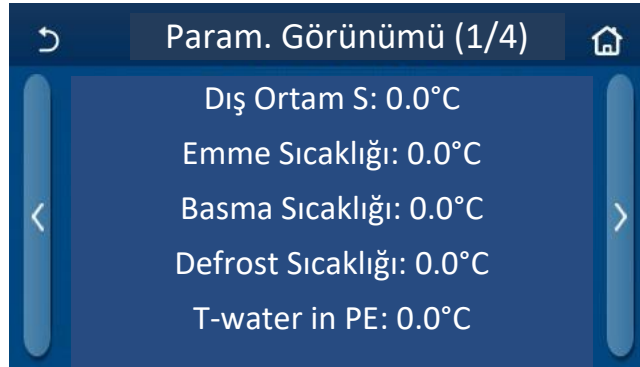 Param. Görünümü (1/4)
Dış Ortam S: 0.0°C
Emme Sıcaklığı: 0.0°C
Basma Sıcaklığı: 0.0°C
Defrost Sıcaklığı: 0.0°C
T-water in PE: 0.0°C